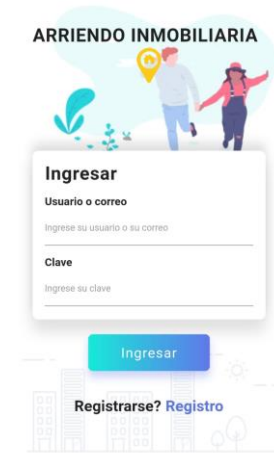 ARRIENDO INMOBILIARIA
Ingresar
Usuario o correo
Ingrese su usuario o su correo
Clave
Ingrese su clave
Ingresar
Registrarse? Registro